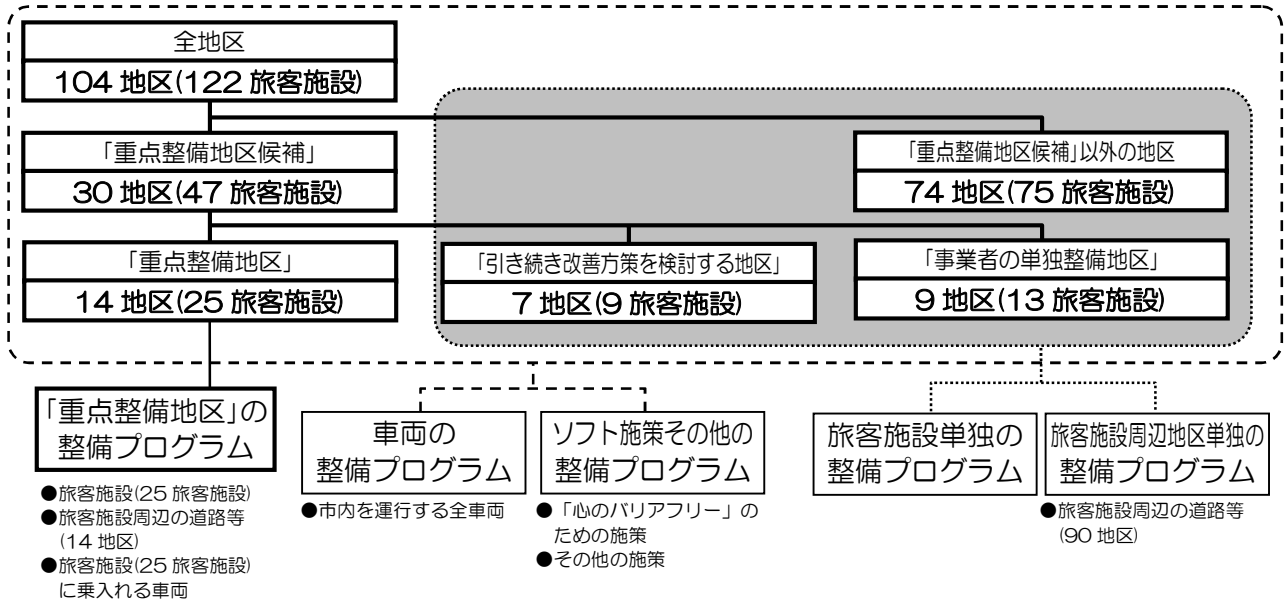 全地区
104 地区(122 旅客施設)
「重点整備地区候補」
30 地区(47 旅客施設)
「重点整備地区候補」以外の地区
74 地区(75 旅客施設)
「重点整備地区」
14 地区(25 旅客施設)
「引き続き改善方策を検討する地区」
7 地区(9 旅客施設)
「事業者の単独整備地区」
9 地区(13 旅客施設)
「重点整備地区」の
整備プログラム
●旅客施設(25 旅客施設)
●旅客施設周辺の道路等
(14 地区)
●旅客施設(25 旅客施設)
に乗入れる車両
車両の
整備プログラム
●市内を運行する全車両
ソフト施策その他の
整備プログラム
●「心のバリアフリー」の
ための施策
●その他の施策
旅客施設単独の
整備プログラム
旅客施設周辺地区単独の
整備プログラム
●旅客施設周辺の道路等
(90 地区)